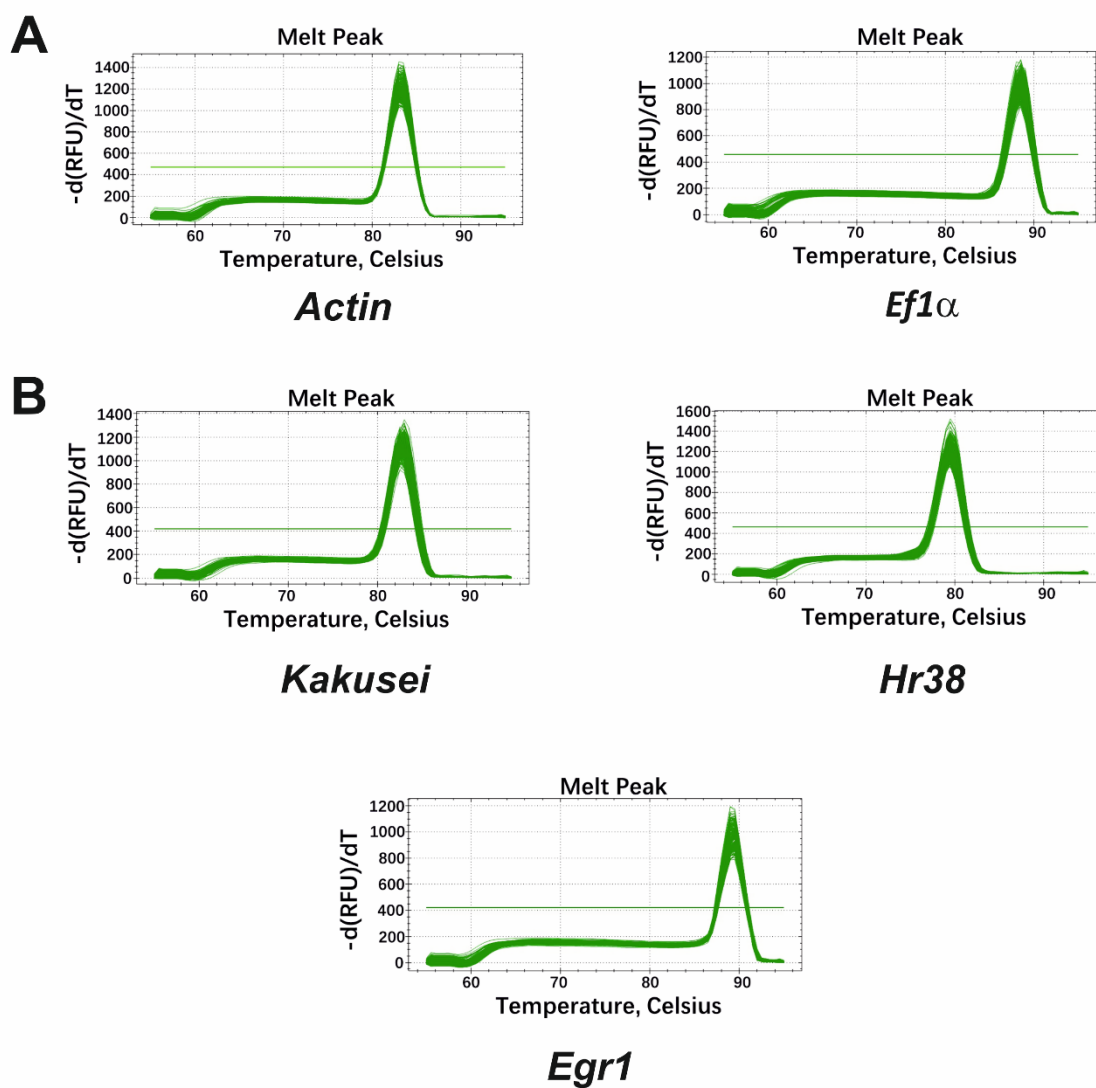 A
Melt Peak
-d(RFU)/dT
1400
1200
1000
800
600
400
200
0
60 70 80 90
Temperature, Celsius
Actin
Melt Peak
-d(RFU)/dT
1200
1000
800
600
400
200
0
60 70 80 90
Temperature, Celsius
Ef1α
B
Melt Peak
-d(RFU)/dT
1400
1200
1000
800
600
400
200
0
60 70 80 90
Temperature, Celsius
Kakusei
Melt Peak
-d(RFU)/dT
1600
1400
1200
1000
800
600
400
200
0
60 70 80 90
Temperature, Celsius
Hr38
Melt Peak
-d(RFU)/dT
1200
1000
800
600
400
200
0
60 70 80 90
Temperature, Celsius
Egr1